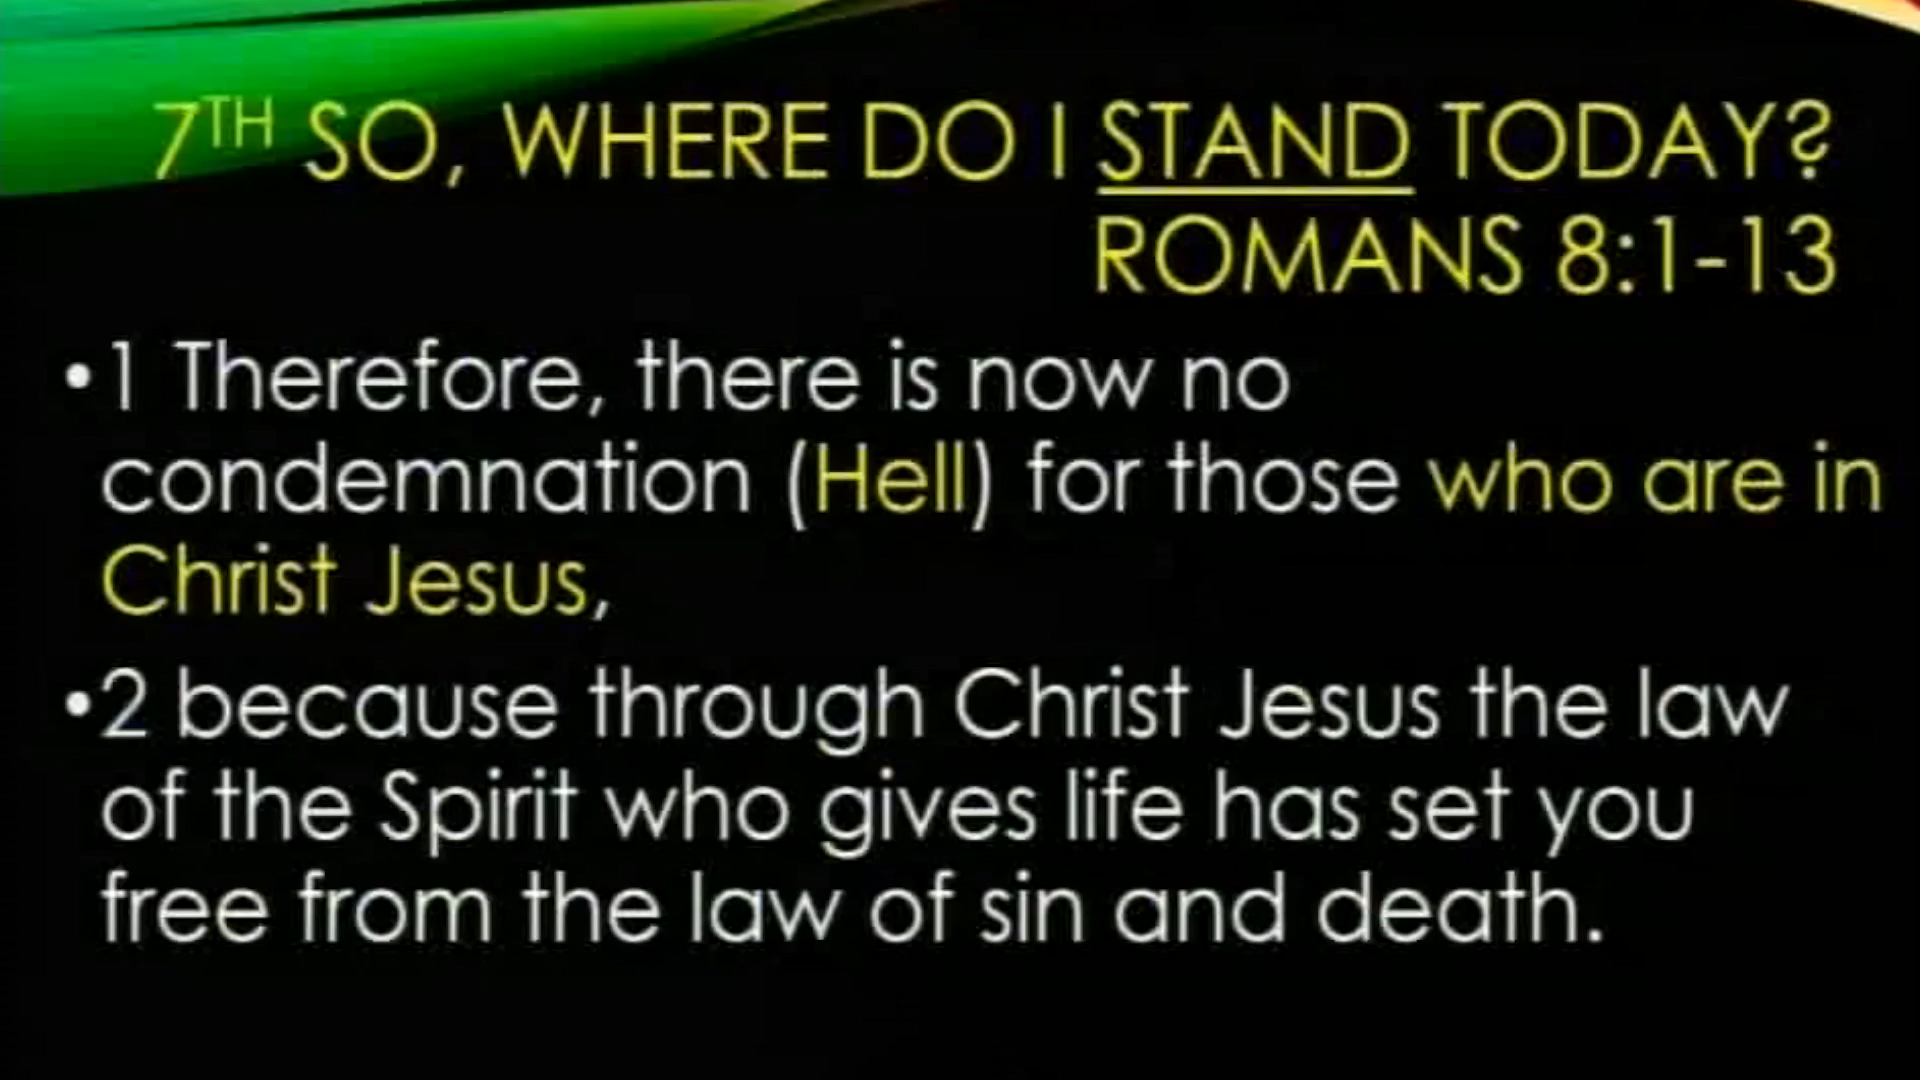 7TH SO, WHERE DO I STAND TODAY?
ROMANS 8:1-13
•1 Therefore, there is now no
condemnation (Hell) for those who are in
Christ Jesus,
•2 because through Christ Jesus the law
of the Spirit who gives life has set you
free from the law of sin and death.